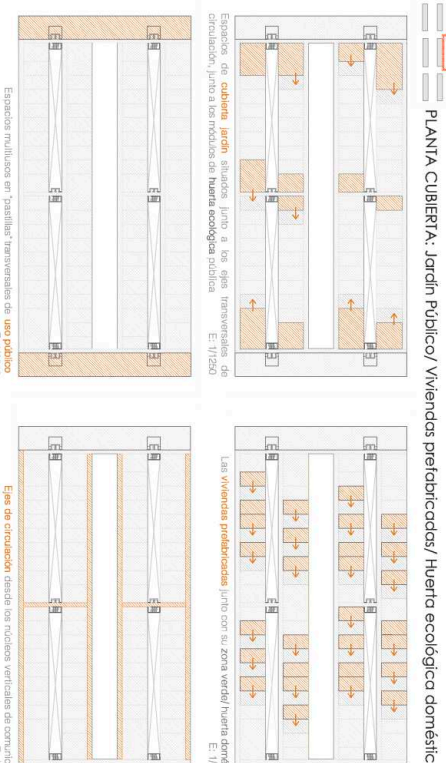 PLANTA CUBIERTA: Jardín Público/ Viviendas prefabricadas/ Huerta ecológica doméstic
Espacios de cubierta jardín situados junto a los ejes transversales de
circulación, junto a los módulos de huerta ecológica pública
E: 1/1250
Las viviendas prefabricadas junto con su zona verde/ huerta domé
E: 1/
Espacios multiusos en "pastillas" transversales de uso público
Ejes de circulación desde los núcleos verticales de comunic